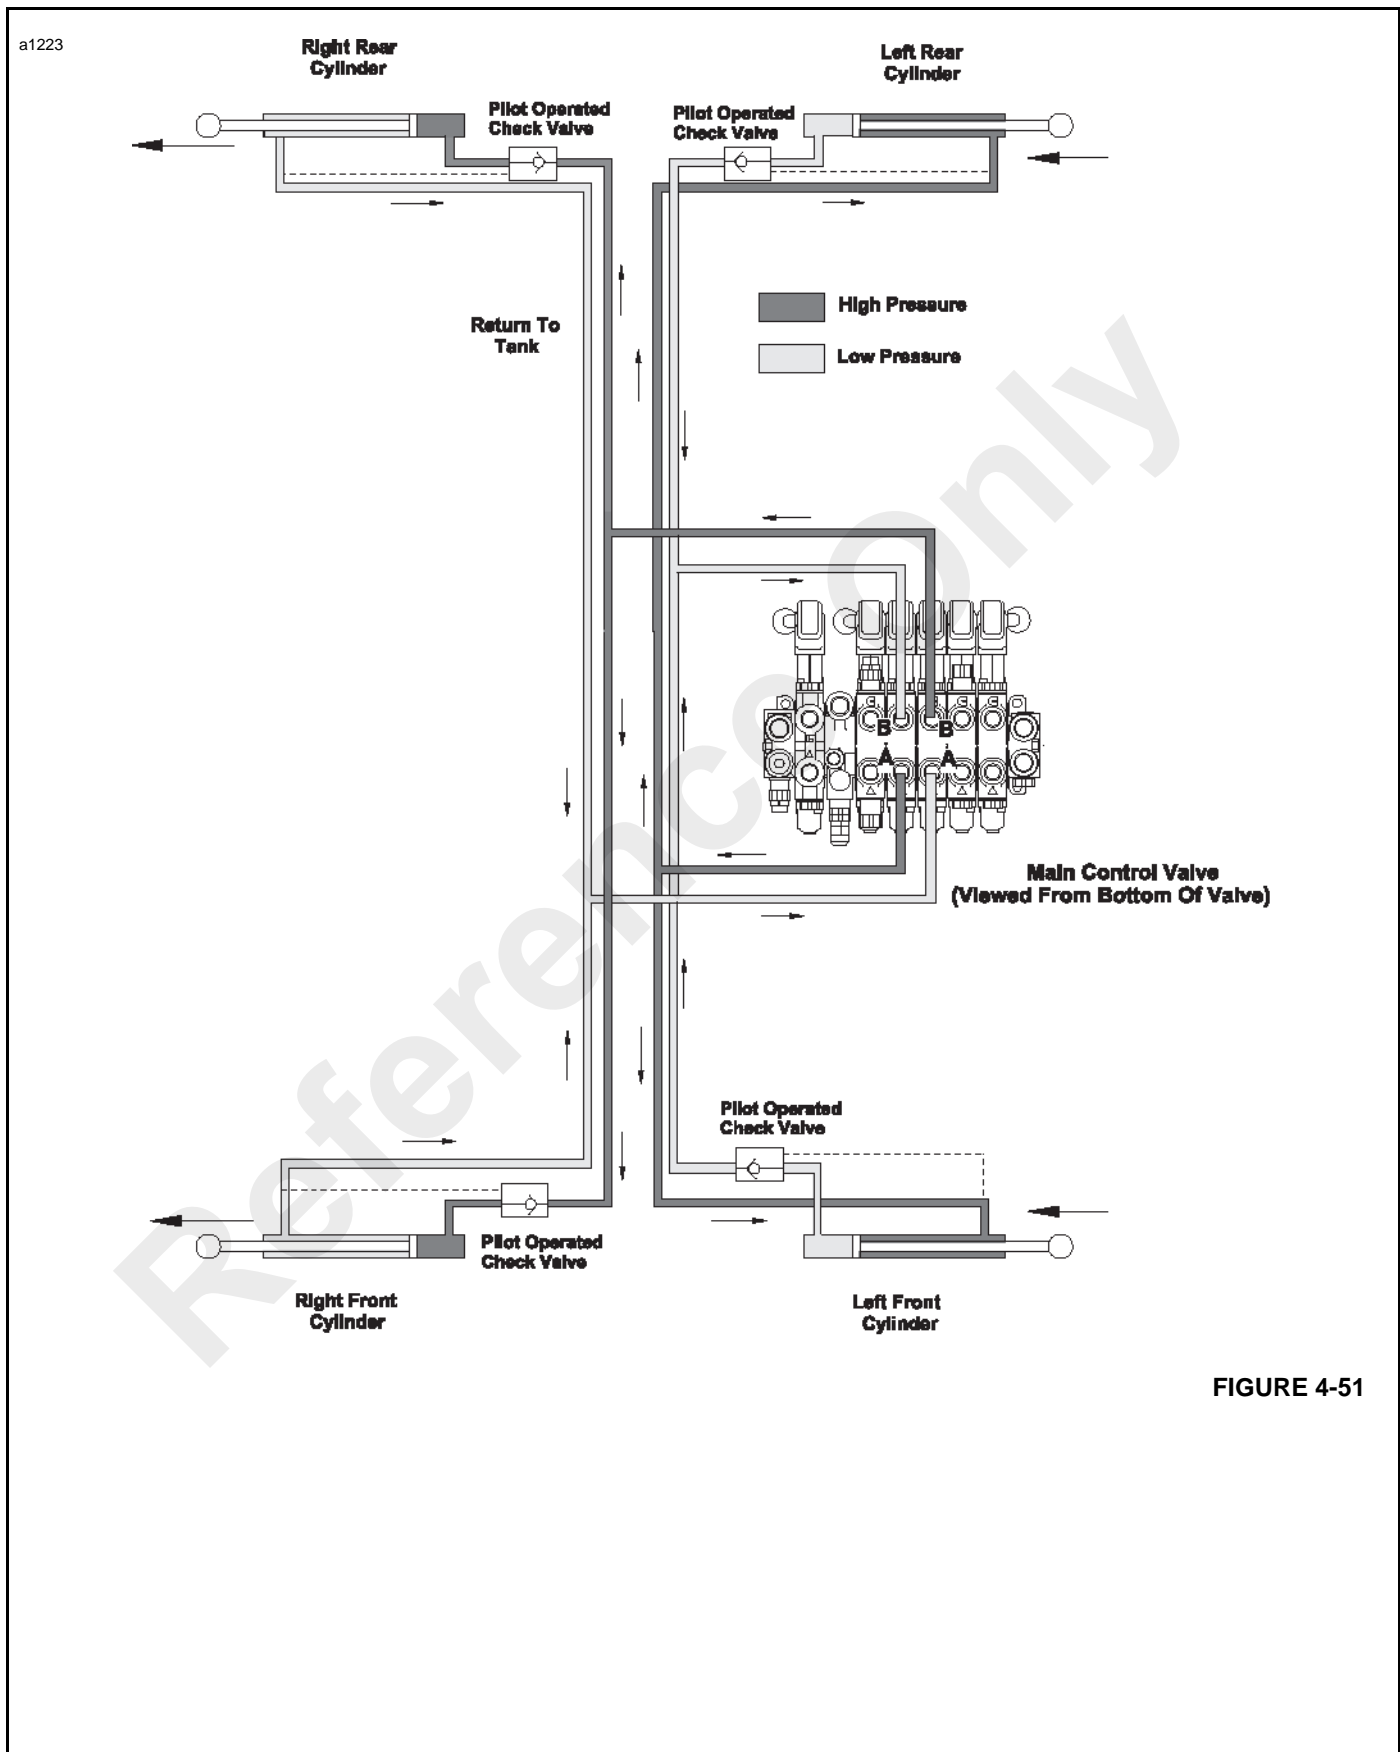 a1223
Right Rear
Cylinder
Left Rear
Cylinder
Pilot Operated
Check Valve
Pilot Operated
Check Valve
High Pressure
Return To
Tank
Low Pressure
B
B
A
A
Main Control Valve
(Viewed From Bottom Of Valve)
Pilot Operated
Check Valve
Pilot Operated
Check Valve
Right Front
Cylinder
Left Front
Cylinder
FIGURE 4-51
Reference Only